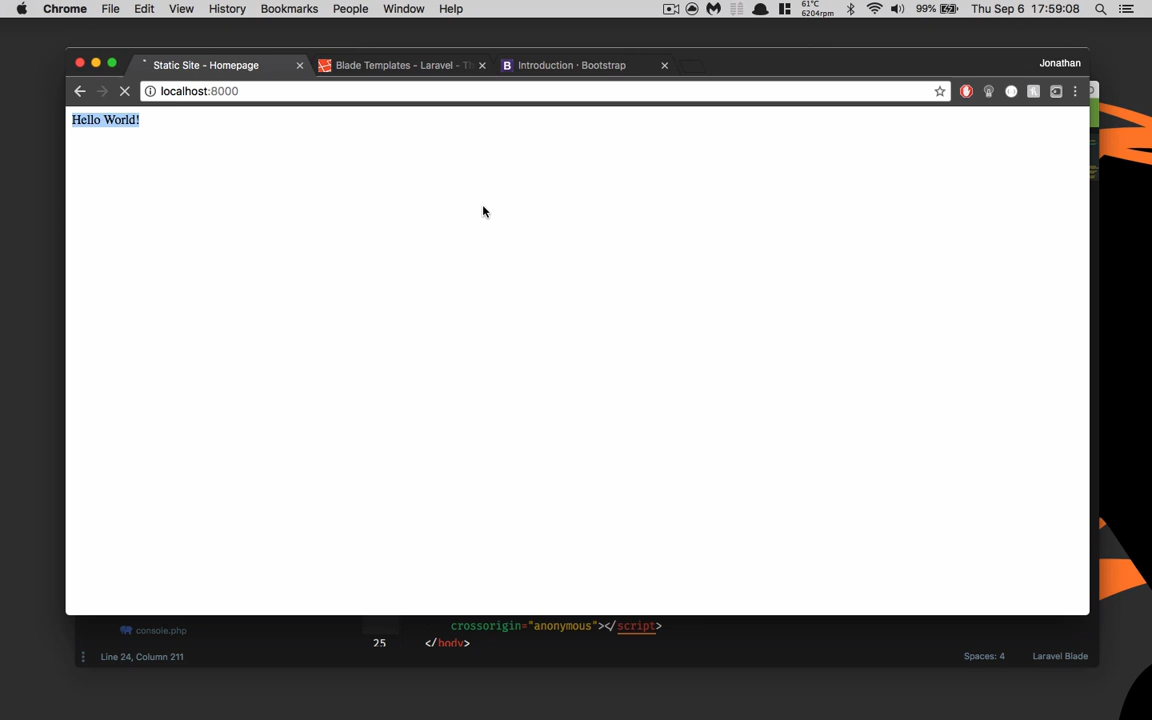 Chrome File Edit View History Bookmarks People Window Help 61°C 6204rpm 99% Thu Sep 6 17:59:08
Static Site - Homepage Blade Templates - Laravel - Introduction · Bootstrap Jonathan
localhost:8000
Hello World!
console.php crossorigin="anonymous"></script>
25 </body>
Line 24, Column 211 Spaces: 4 Laravel Blade